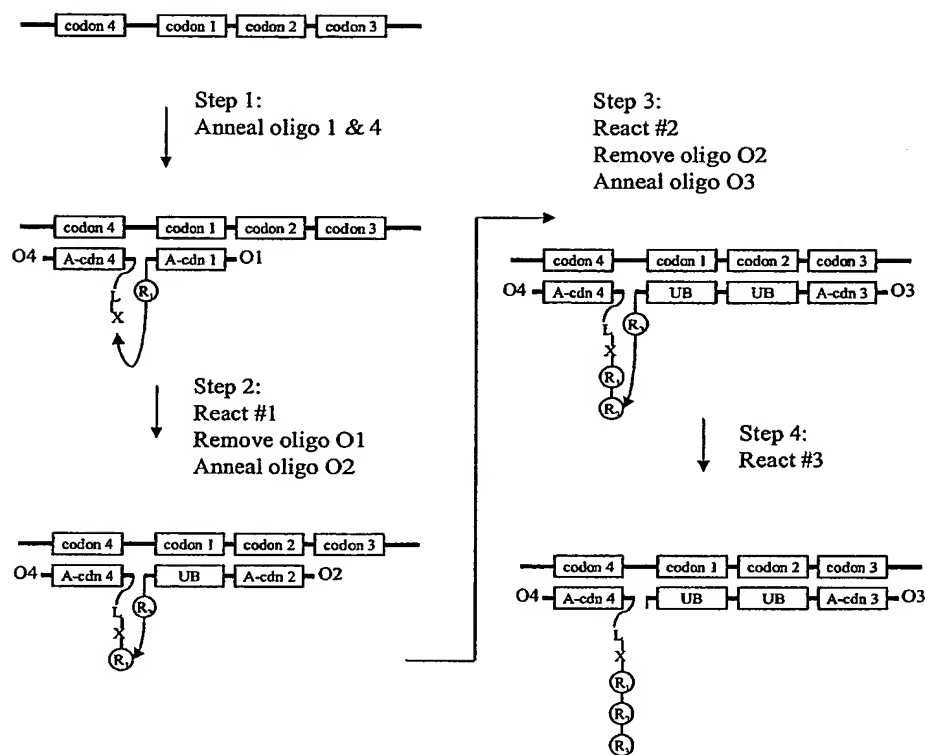 codon 4 codon 1 codon 2 codon 3
Step 1:
Anneal oligo 1 & 4
codon 4 codon 1 codon 2 codon 3
O4 A-cdn 4 A-cdn 1 O1
R₁
L
X
Step 2:
React #1
Remove oligo O1
Anneal oligo O2
codon 4 codon 1 codon 2 codon 3
O4 A-cdn 4 UB A-cdn 2 O2
L
X
R₁
Step 3:
React #2
Remove oligo O2
Anneal oligo O3
codon 4 codon 1 codon 2 codon 3
O4 A-cdn 4 UB UB A-cdn 3 O3
L
X
R₁
Step 4:
React #3
codon 4 codon 1 codon 2 codon 3
O4 A-cdn 4 UB UB A-cdn 3 O3
L
X
R₁
R₂
R₃